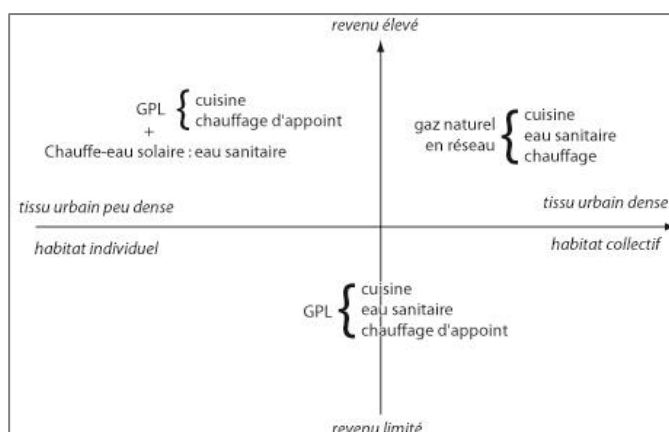 revenu élevé
GPL { cuisine
chauffage d'appoint
+
Chauffe-eau solaire : eau sanitaire
gaz naturel
en réseau
{ cuisine
eau sanitaire
chauffage
tissu urbain peu dense
tissu urbain dense
habitat individuel
habitat collectif
GPL { cuisine
eau sanitaire
chauffage d'appoint
revenu limité